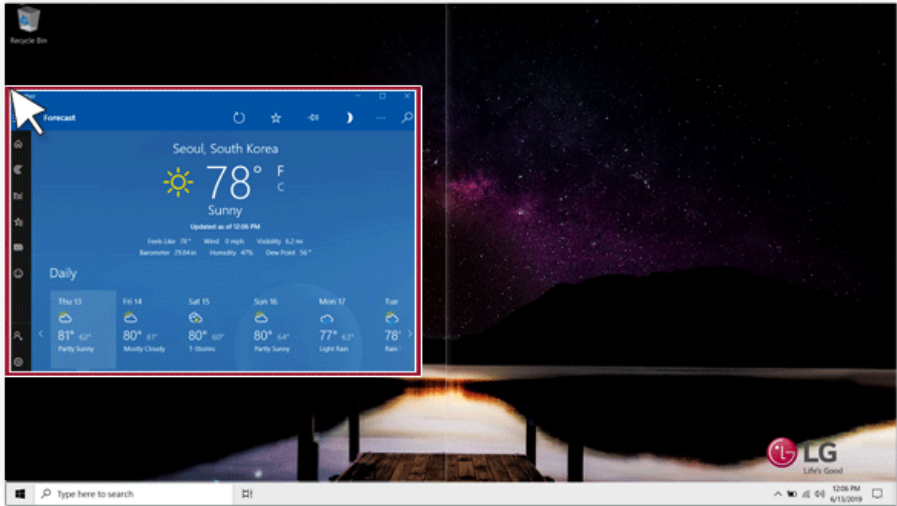 Recycle Bin
Forecast
Seoul, South Korea
78° F
C
Sunny
Updated as of 12:06 PM
Feels Like 78° Wind 0 mph Visibility 6.2 mi
Barometer 29.84 in Humidity 47% Dew Point 56°
Daily
Thu 13 Fri 14 Sat 15 Sun 16 Mon 17 Tue
81° 62° 80° 61° 80° 60° 80° 64° 77° 63° 78°
Partly Sunny Mostly Cloudy T-Storms Partly Sunny Light Rain Rain
LG
Life's Good
Type here to search
12:06 PM
6/13/2019